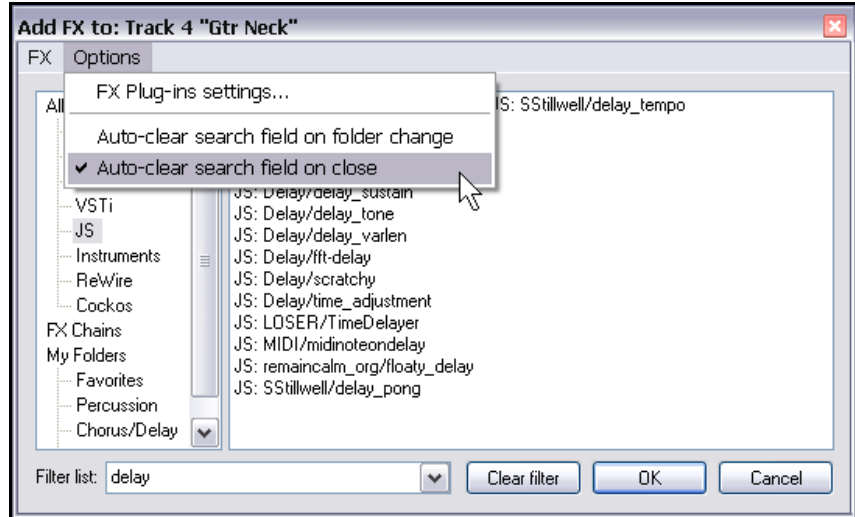 Add FX to: Track 4 "Gtr Neck"
FX Options
FX Plug-ins settings...
Auto-clear search field on folder change
Auto-clear search field on close
All
VSTi
JS
Instruments
ReWire
Cockos
FX Chains
My Folders
Favorites
Percussion
Chorus/Delay
JS: SStillwell/delay_tempo
JS: Delay/delay_sustain
JS: Delay/delay_tone
JS: Delay/delay_varlen
JS: Delay/fft-delay
JS: Delay/scratchy
JS: Delay/time_adjustment
JS: LOSER/TimeDelayer
JS: MIDI/midinoteondelay
JS: remaincalm_org/floaty_delay
JS: SStillwell/delay_pong
Filter list: delay Clear filter OK Cancel